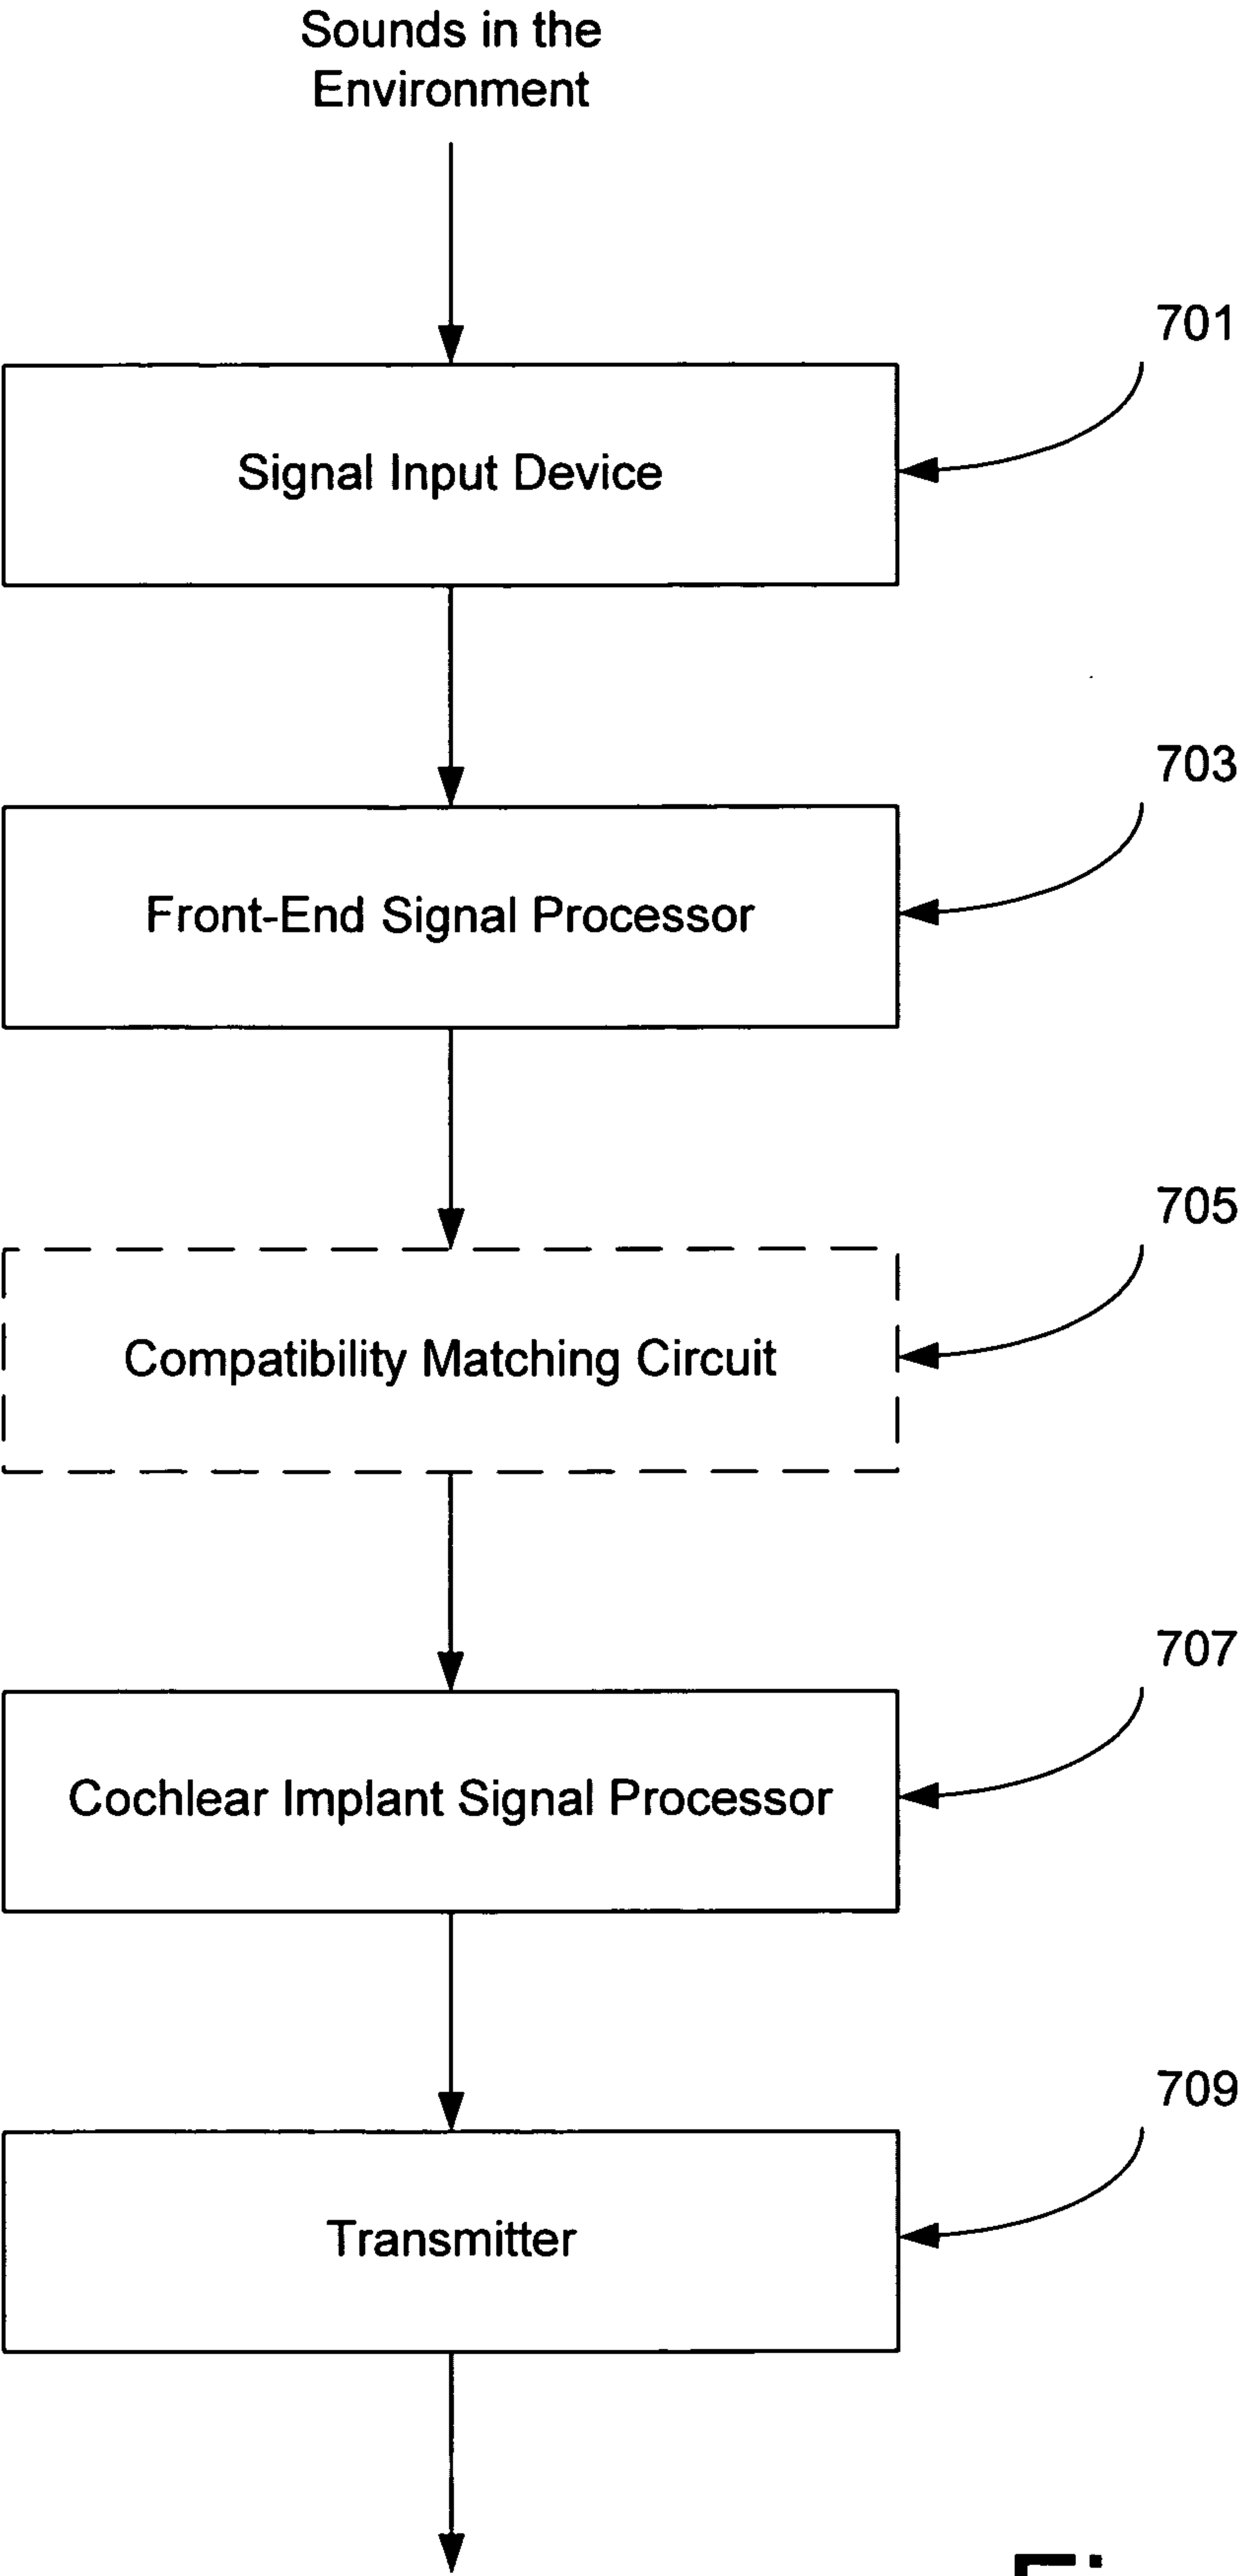 Sounds in the
Environment
701
Signal Input Device
703
Front-End Signal Processor
705
Compatibility Matching Circuit
707
Cochlear Implant Signal Processor
709
Transmitter